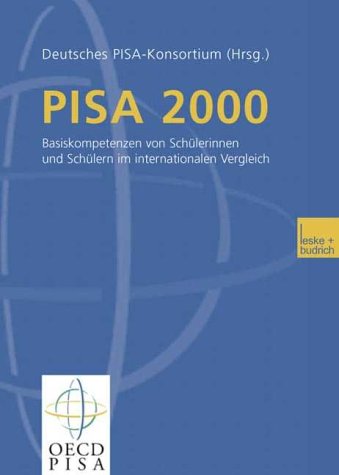 Deutsches PISA-Konsortium (Hrsg.)
PISA 2000
Basiskompetenzen von Schülerinnen
und Schülern im internationalen Vergleich
leske +
budrich
OECD
PISA